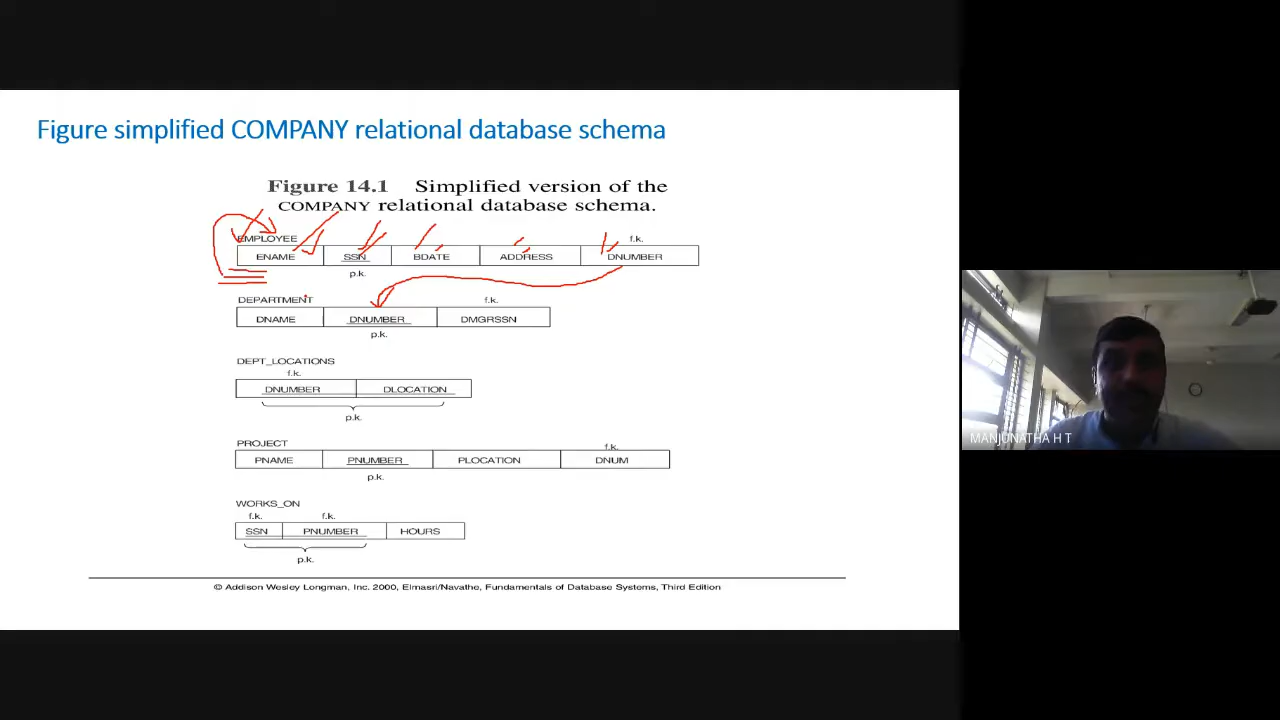 Figure simplified COMPANY relational database schema
Figure 14.1 Simplified version of the
COMPANY relational database schema.
EMPLOYEE f.k.
ENAME SSN BDATE ADDRESS DNUMBER
p.k.
DEPARTMENT f.k.
DNAME DNUMBER DMGRSSN
p.k.
DEPT_LOCATIONS
f.k.
DNUMBER DLOCATION
p.k.
PROJECT f.k.
PNAME PNUMBER PLOCATION DNUM
p.k.
WORKS_ON
f.k. f.k.
SSN PNUMBER HOURS
p.k.
© Addison Wesley Longman, Inc. 2000, Elmasri/Navathe, Fundamentals of Database Systems, Third Edition
MANJUNATHA H T